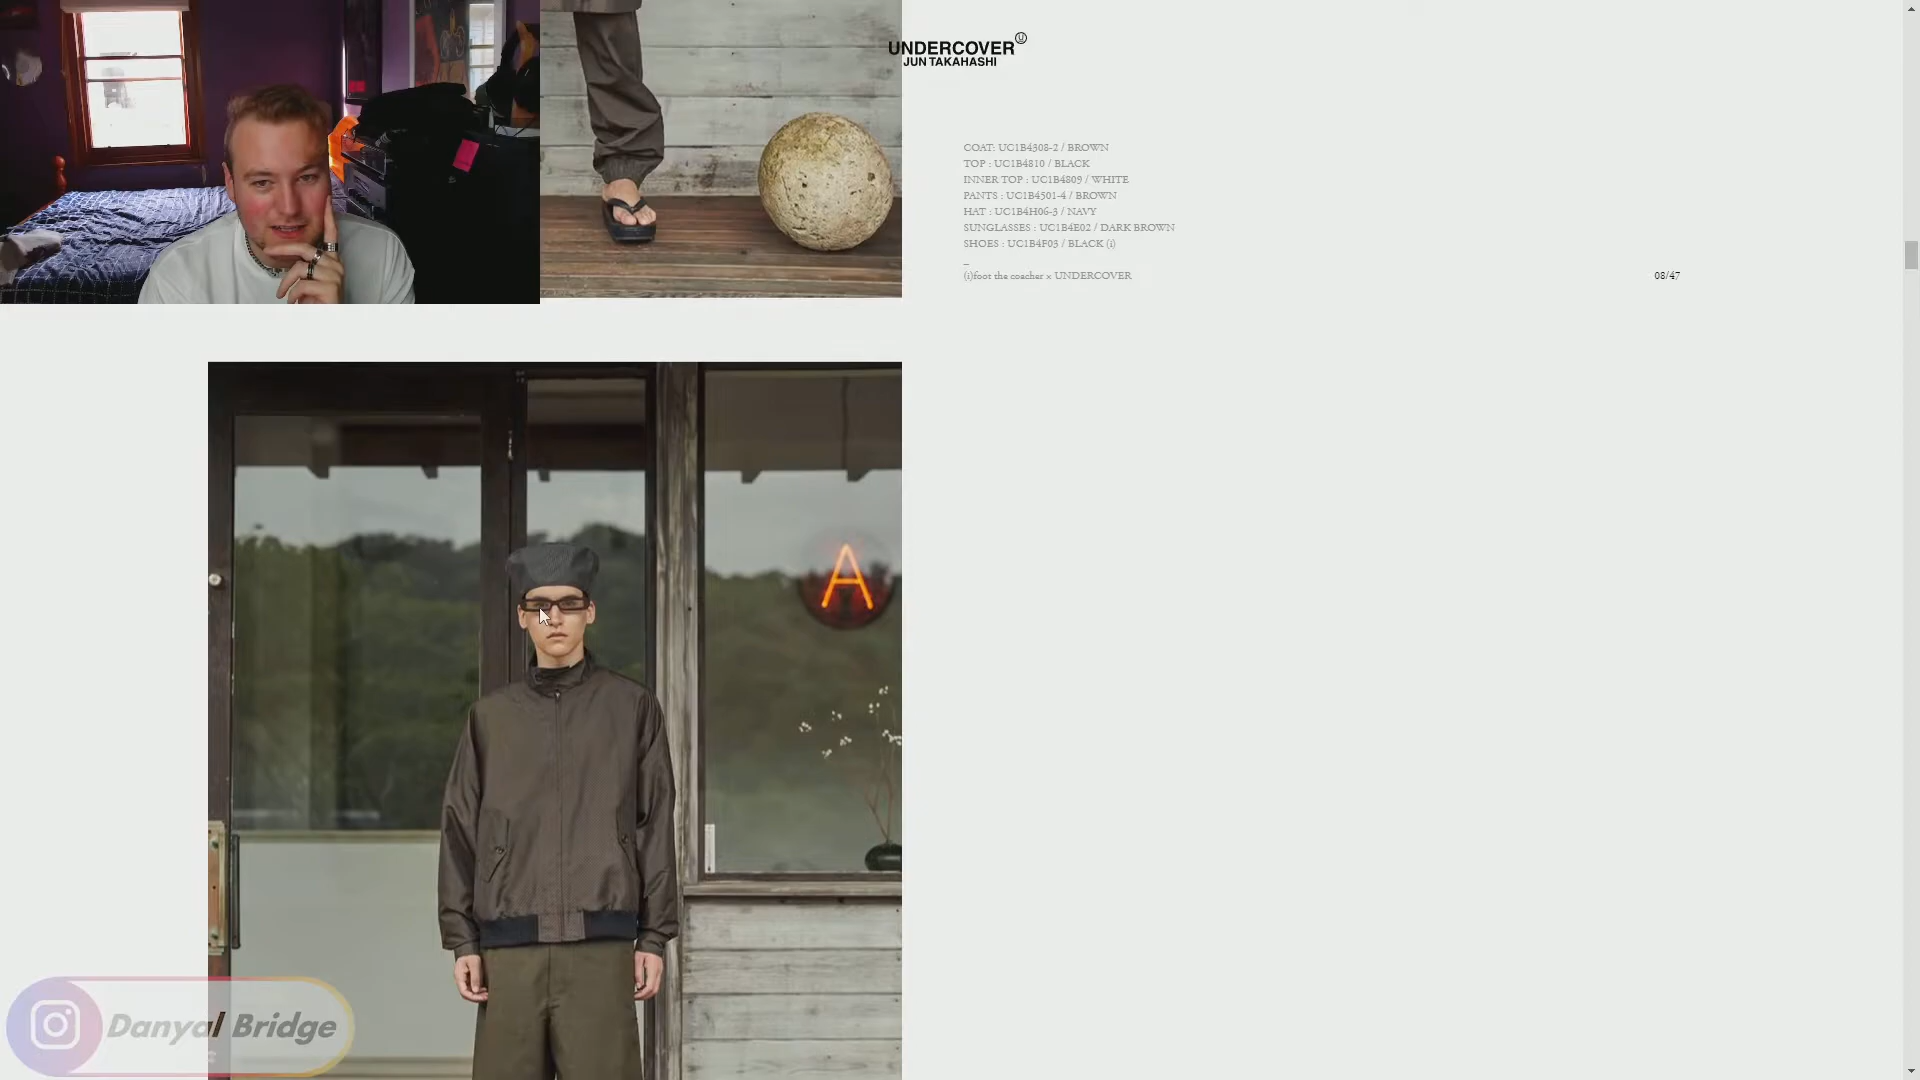 UNDERCOVER U
JUN TAKAHASHI
COAT: UC1B4308-2 / BROWN
TOP : UC1B4810 / BLACK
INNER TOP : UC1B4809 / WHITE
PANTS : UC1B4501-4 / BROWN
HAT : UC1B4H06-3 / NAVY
SUNGLASSES : UC1B4E02 / DARK BROWN
SHOES : UC1B4F03 / BLACK (i)
_
(i)foot the coacher x UNDERCOVER
08/47
A
Danyal Bridge